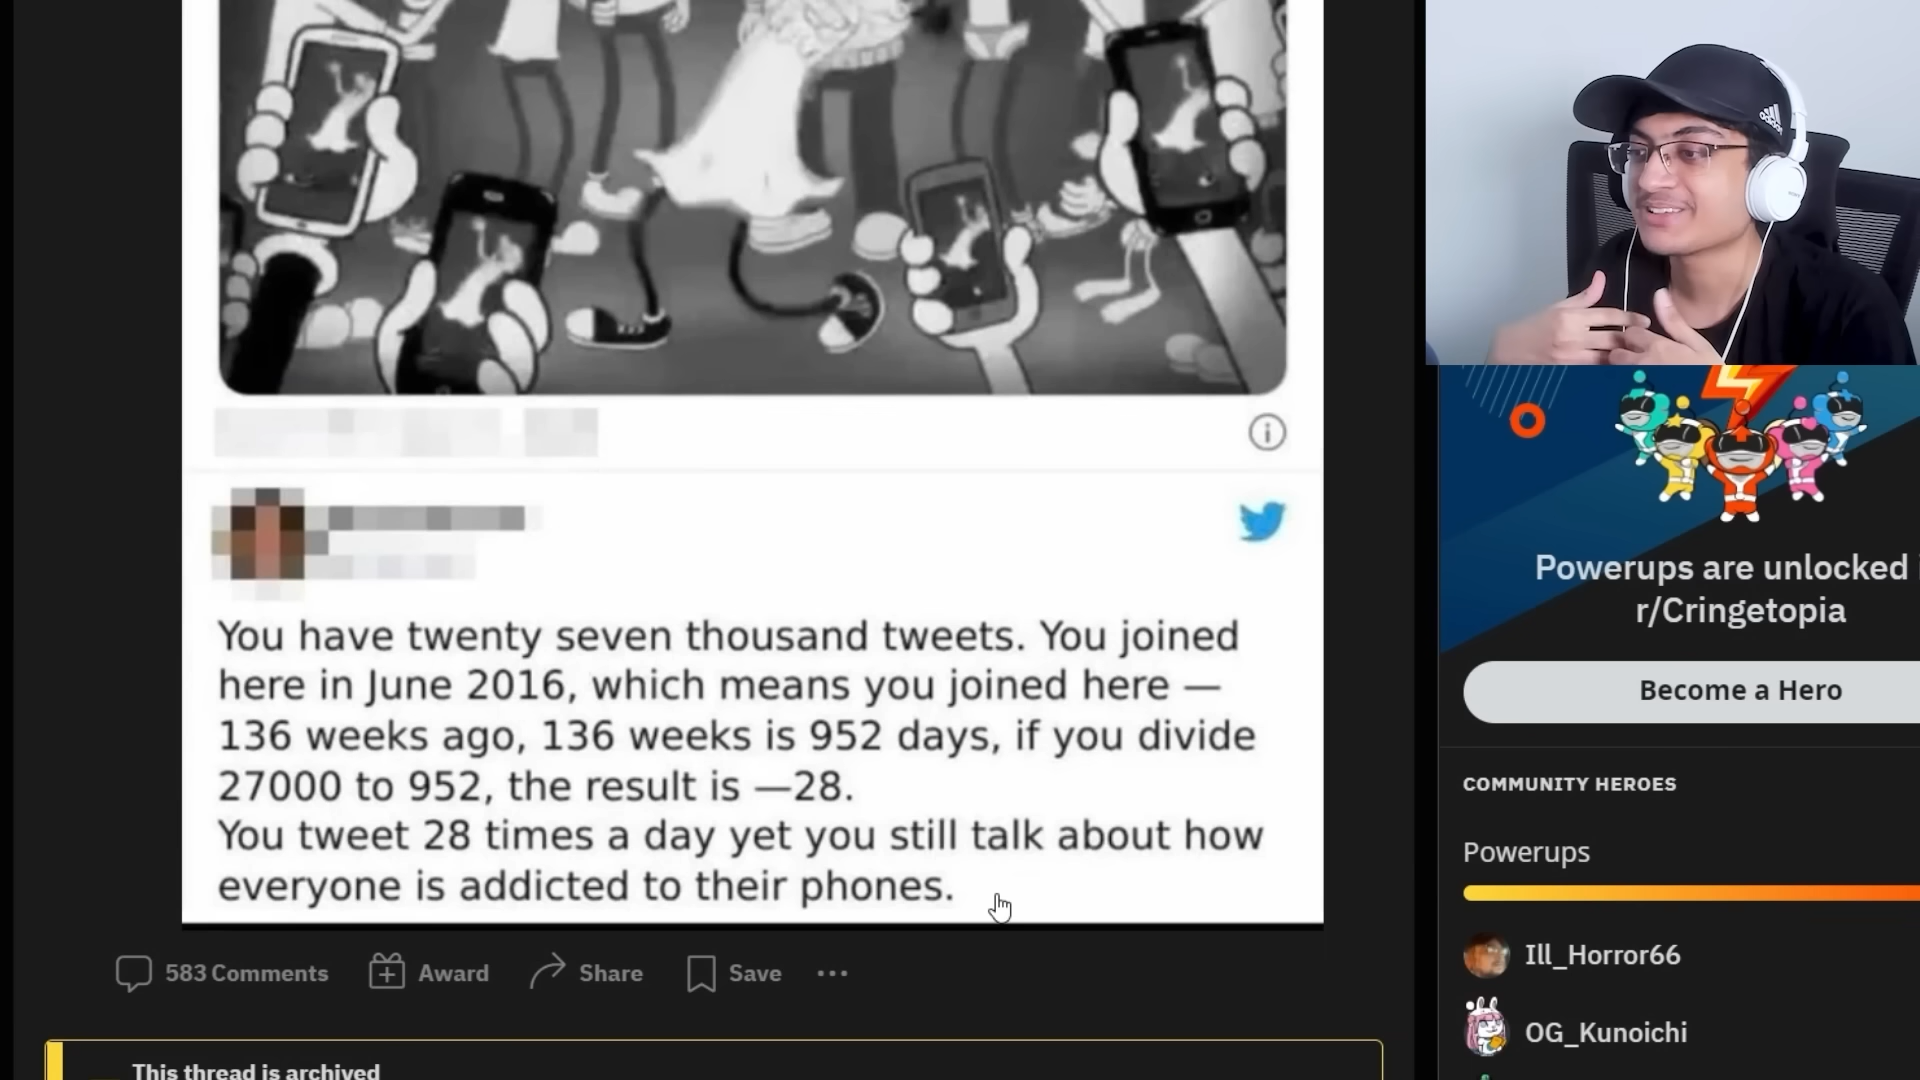 You have twenty seven thousand tweets. You joined
here in June 2016, which means you joined here —
136 weeks ago, 136 weeks is 952 days, if you divide
27000 to 952, the result is —28.
You tweet 28 times a day yet you still talk about how
everyone is addicted to their phones.
583 Comments
Award
Share
Save
This thread is archived
adidas
Powerups are unlocked
r/Cringetopia
Become a Hero
COMMUNITY HEROES
Powerups
Ill_Horror66
OG_Kunoichi